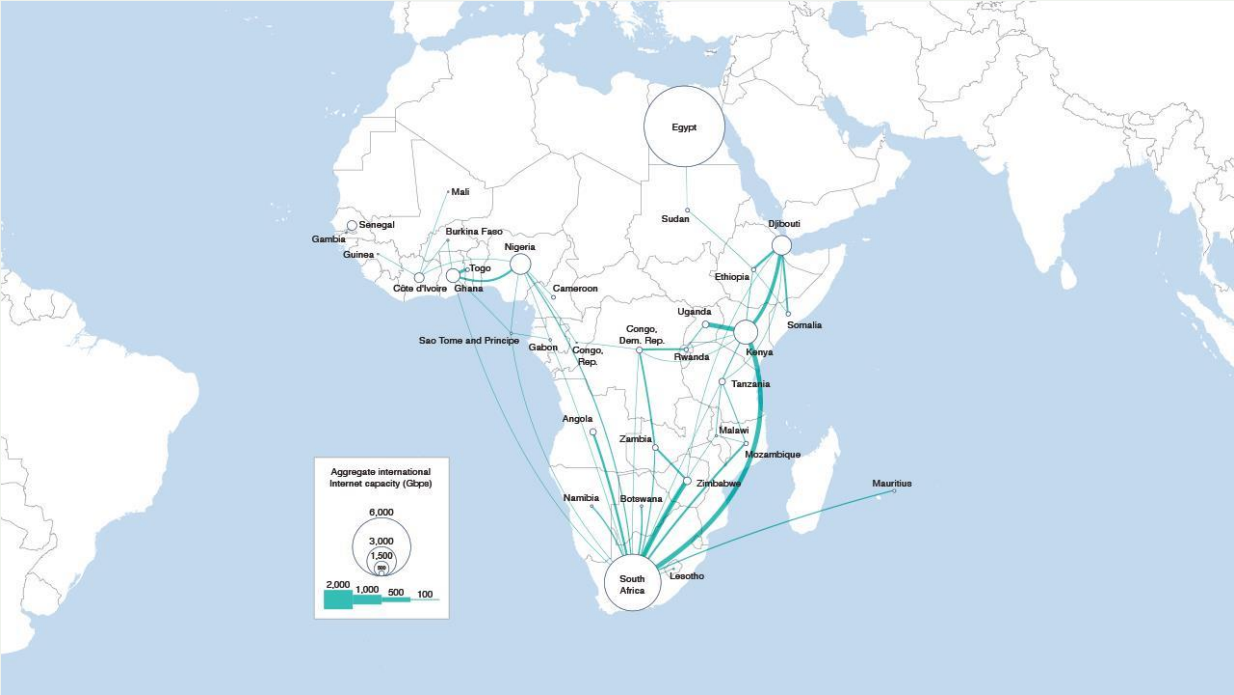 Egypt
Mali
Sudan
Senegal
Djibouti
Gambia
Burkina Faso
Nigeria
Guinea
Togo
Ethiopia
Côte d'Ivoire
Ghana
Cameroon
Uganda
Somalia
Congo,
Dem. Rep.
Sao Tome and Principe
Gabon
Congo,
Rep.
Rwanda
Kenya
Tanzania
Angola
Malawi
Zambia
Mozambique
Zimbabwe
Mauritius
Namibia
Botswana
South
Africa
Lesotho
Aggregate international
Internet capacity (Gbps)
6,000
3,000
1,500
2,000
1,000
500
100